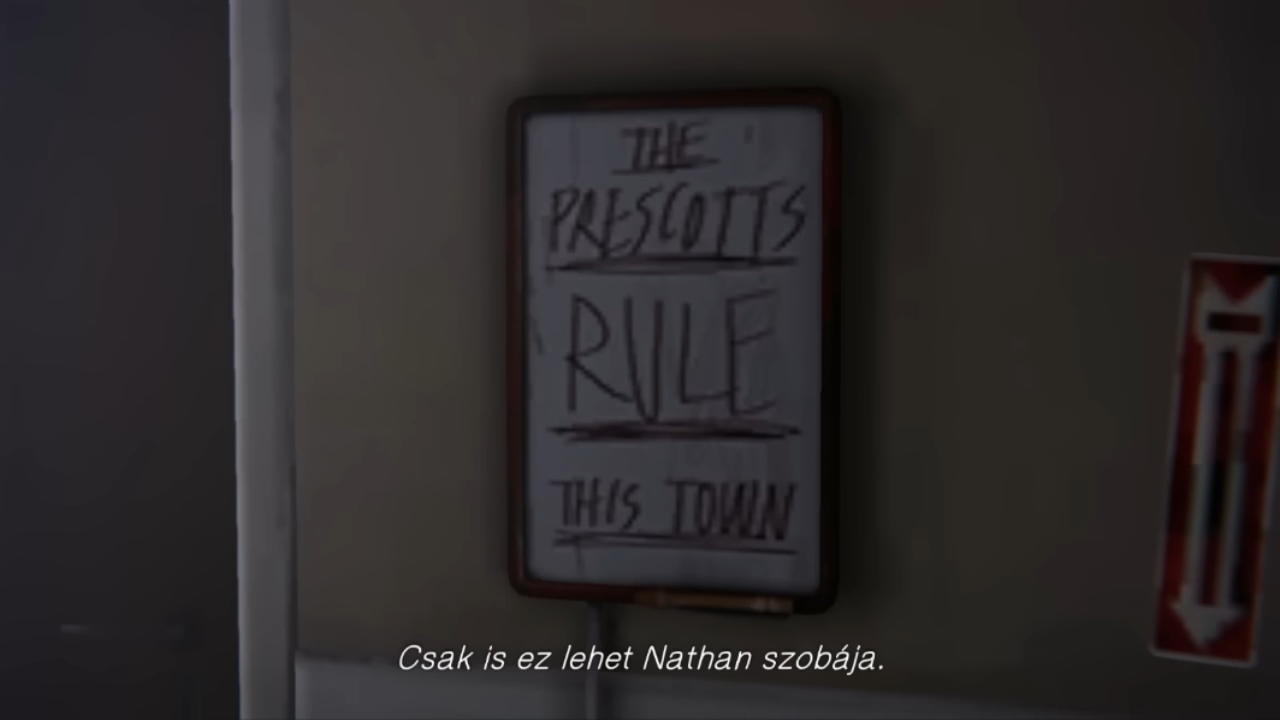 THE
PRESCOTTS
RULE
THIS TOWN
Csak is ez lehet Nathan szobája.